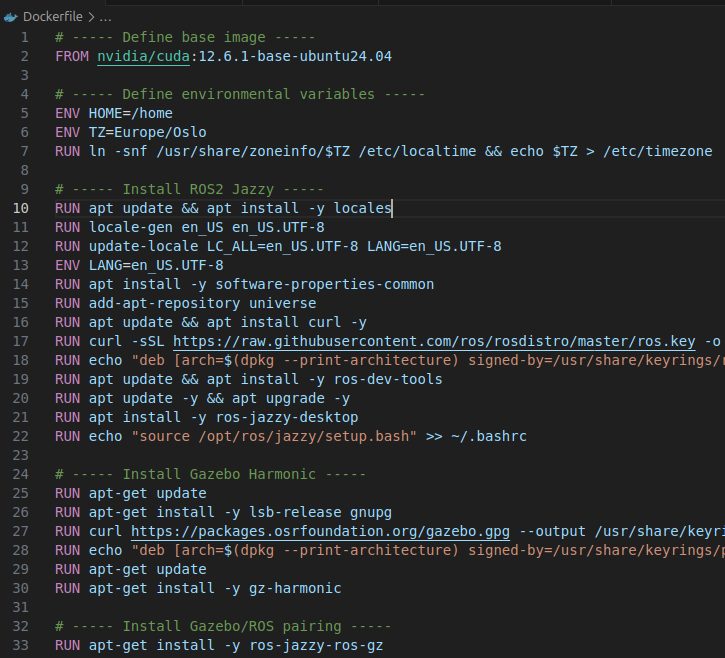 Dockerfile > ...
1 # ----- Define base image -----
2 FROM nvidia/cuda:12.6.1-base-ubuntu24.04
3
4 # ----- Define environmental variables -----
5 ENV HOME=/home
6 ENV TZ=Europe/Oslo
7 RUN ln -snf /usr/share/zoneinfo/$TZ /etc/localtime && echo $TZ > /etc/timezone
8
9 # ----- Install ROS2 Jazzy -----
10 RUN apt update && apt install -y locales
11 RUN locale-gen en_US en_US.UTF-8
12 RUN update-locale LC_ALL=en_US.UTF-8 LANG=en_US.UTF-8
13 ENV LANG=en_US.UTF-8
14 RUN apt install -y software-properties-common
15 RUN add-apt-repository universe
16 RUN apt update && apt install curl -y
17 RUN curl -sSL https://raw.githubusercontent.com/ros/rosdistro/master/ros.key -o
18 RUN echo "deb [arch=$(dpkg --print-architecture) signed-by=/usr/share/keyrings/r
19 RUN apt update && apt install -y ros-dev-tools
20 RUN apt update -y && apt upgrade -y
21 RUN apt install -y ros-jazzy-desktop
22 RUN echo "source /opt/ros/jazzy/setup.bash" >> ~/.bashrc
23
24 # ----- Install Gazebo Harmonic -----
25 RUN apt-get update
26 RUN apt-get install -y lsb-release gnupg
27 RUN curl https://packages.osrfoundation.org/gazebo.gpg --output /usr/share/keyri
28 RUN echo "deb [arch=$(dpkg --print-architecture) signed-by=/usr/share/keyrings/p
29 RUN apt-get update
30 RUN apt-get install -y gz-harmonic
31
32 # ----- Install Gazebo/ROS pairing -----
33 RUN apt-get install -y ros-jazzy-ros-gz